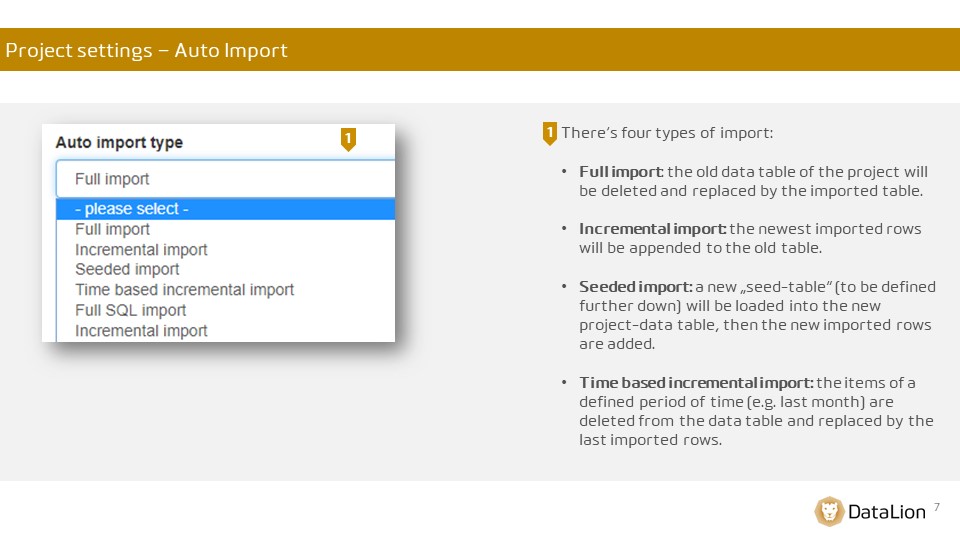 Project settings – Auto Import
Auto import type
1
Full import
- please select -
Full import
Incremental import
Seeded import
Time based incremental import
Full SQL import
Incremental import
1 There's four types of import:
• Full import: the old data table of the project will
be deleted and replaced by the imported table.
• Incremental import: the newest imported rows
will be appended to the old table.
• Seeded import: a new „seed-table" (to be defined
further down) will be loaded into the new
project-data table, then the new imported rows
are added.
• Time based incremental import: the items of a
defined period of time (e.g. last month) are
deleted from the data table and replaced by the
last imported rows.
DataLion
7